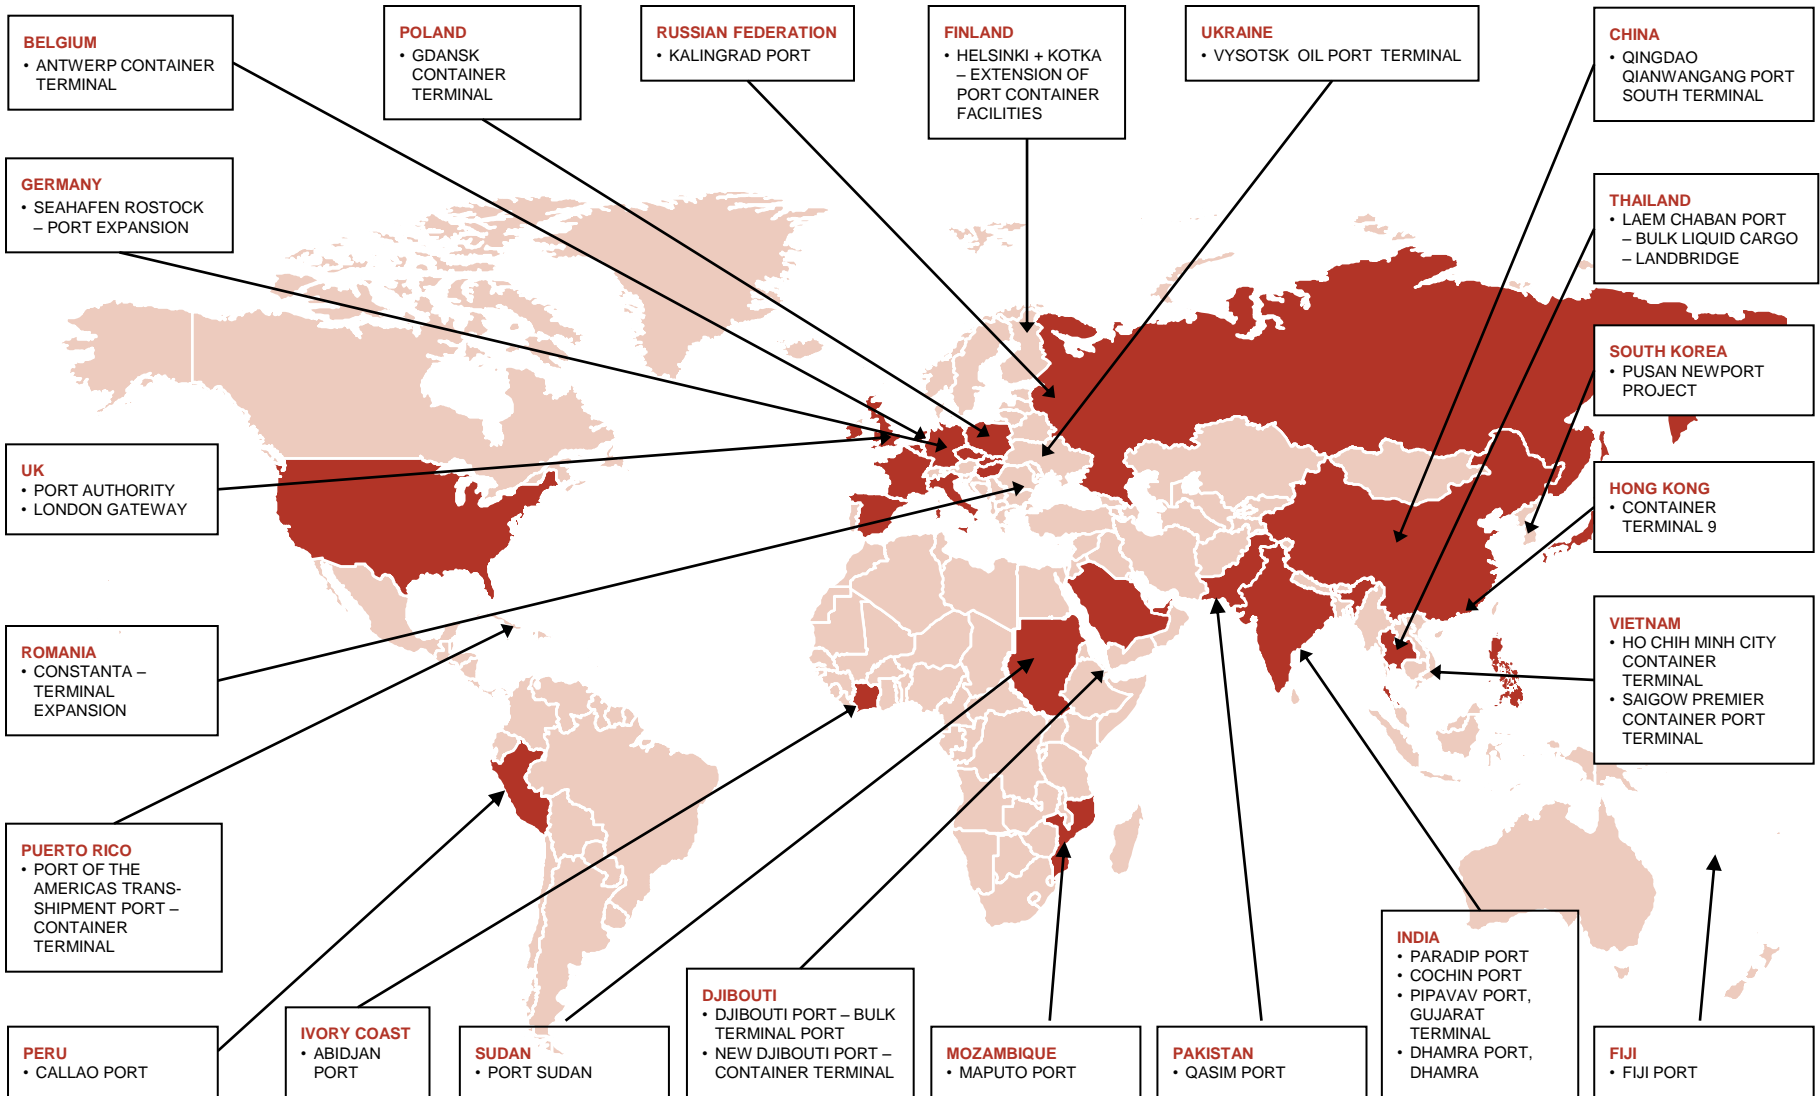 BELGIUM
• ANTWERP CONTAINER
TERMINAL
POLAND
• GDANSK
CONTAINER
TERMINAL
RUSSIAN FEDERATION
• KALINGRAD PORT
FINLAND
• HELSINKI + KOTKA
– EXTENSION OF
PORT CONTAINER
FACILITIES
UKRAINE
• VYSOTSK OIL PORT TERMINAL
CHINA
• QINGDAO
QIANWANGANG PORT
SOUTH TERMINAL
GERMANY
• SEAHAFEN ROSTOCK
– PORT EXPANSION
THAILAND
• LAEM CHABAN PORT
– BULK LIQUID CARGO
– LANDBRIDGE
SOUTH KOREA
• PUSAN NEWPORT
PROJECT
UK
• PORT AUTHORITY
• LONDON GATEWAY
HONG KONG
• CONTAINER
TERMINAL 9
ROMANIA
• CONSTANTA –
TERMINAL
EXPANSION
VIETNAM
• HO CHIH MINH CITY
CONTAINER
TERMINAL
• SAIGOW PREMIER
CONTAINER PORT
TERMINAL
PUERTO RICO
• PORT OF THE
AMERICAS TRANS-
SHIPMENT PORT –
CONTAINER
TERMINAL
PERU
• CALLAO PORT
IVORY COAST
• ABIDJAN
PORT
SUDAN
• PORT SUDAN
DJIBOUTI
• DJIBOUTI PORT – BULK
TERMINAL PORT
• NEW DJIBOUTI PORT –
CONTAINER TERMINAL
MOZAMBIQUE
• MAPUTO PORT
PAKISTAN
• QASIM PORT
INDIA
• PARADIP PORT
• COCHIN PORT
• PIPAVAV PORT,
GUJARAT
TERMINAL
• DHAMRA PORT,
DHAMRA
FIJI
• FIJI PORT